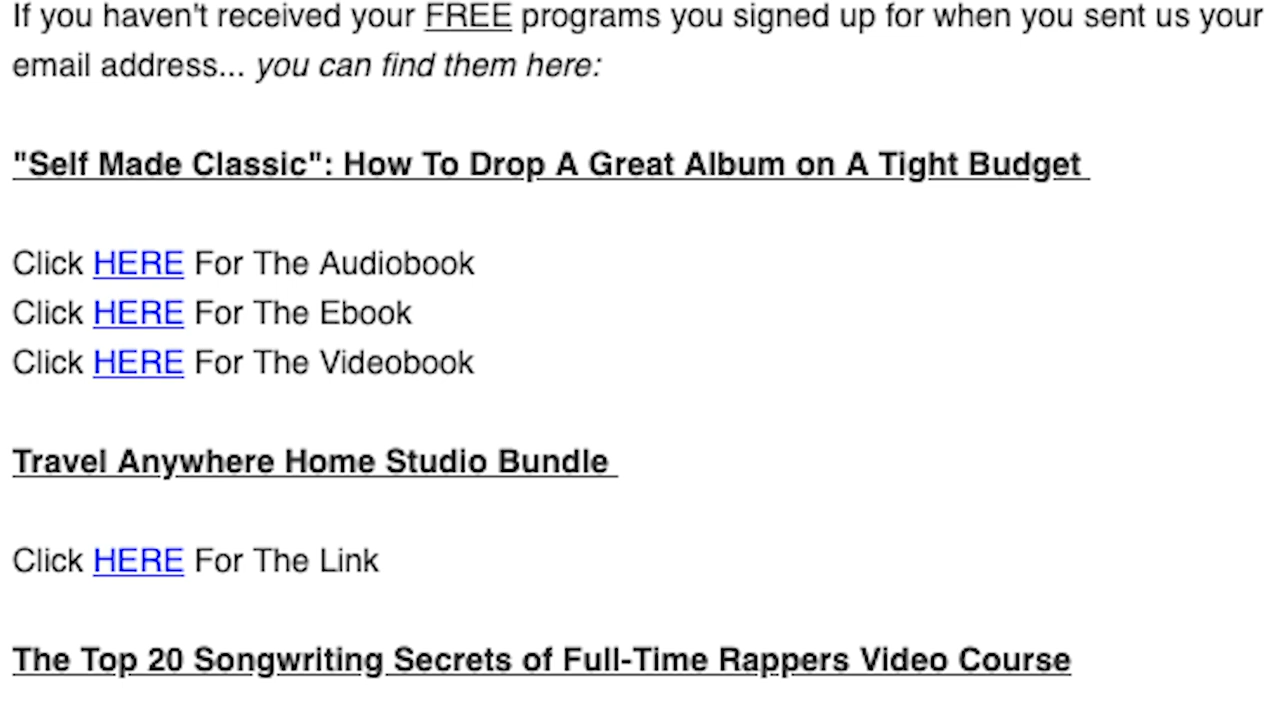 If you haven't received your FREE programs you signed up for when you sent us your
email address... you can find them here:
"Self Made Classic": How To Drop A Great Album on A Tight Budget
Click HERE For The Audiobook
Click HERE For The Ebook
Click HERE For The Videobook
Travel Anywhere Home Studio Bundle
Click HERE For The Link
The Top 20 Songwriting Secrets of Full-Time Rappers Video Course